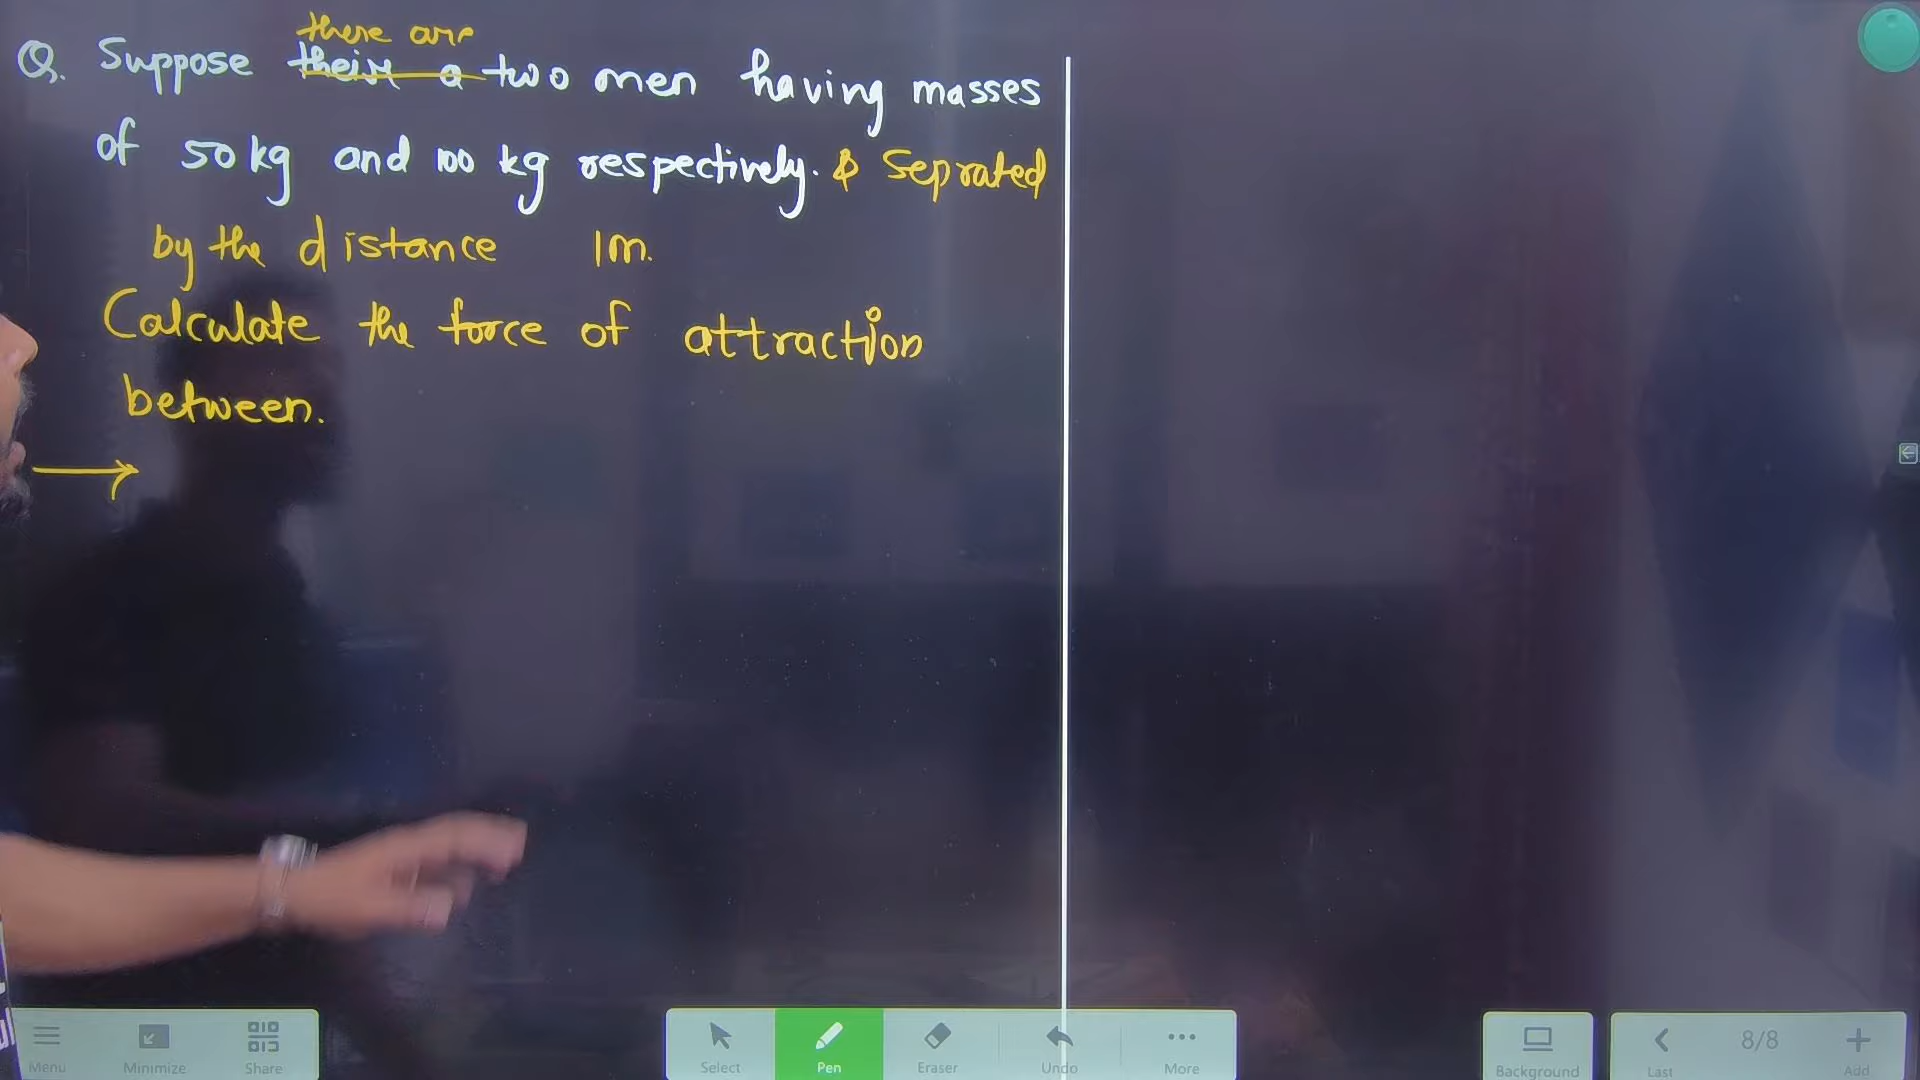 there are
Q. Suppose their a two men having masses
of 50 kg and 100 kg respectively. & Seprated
by the distance 1m.
Calculate the force of attraction
between.
Menu
Minimize
Share
Select
Pen
Eraser
Undo
More
Background
Last
8/8
Add